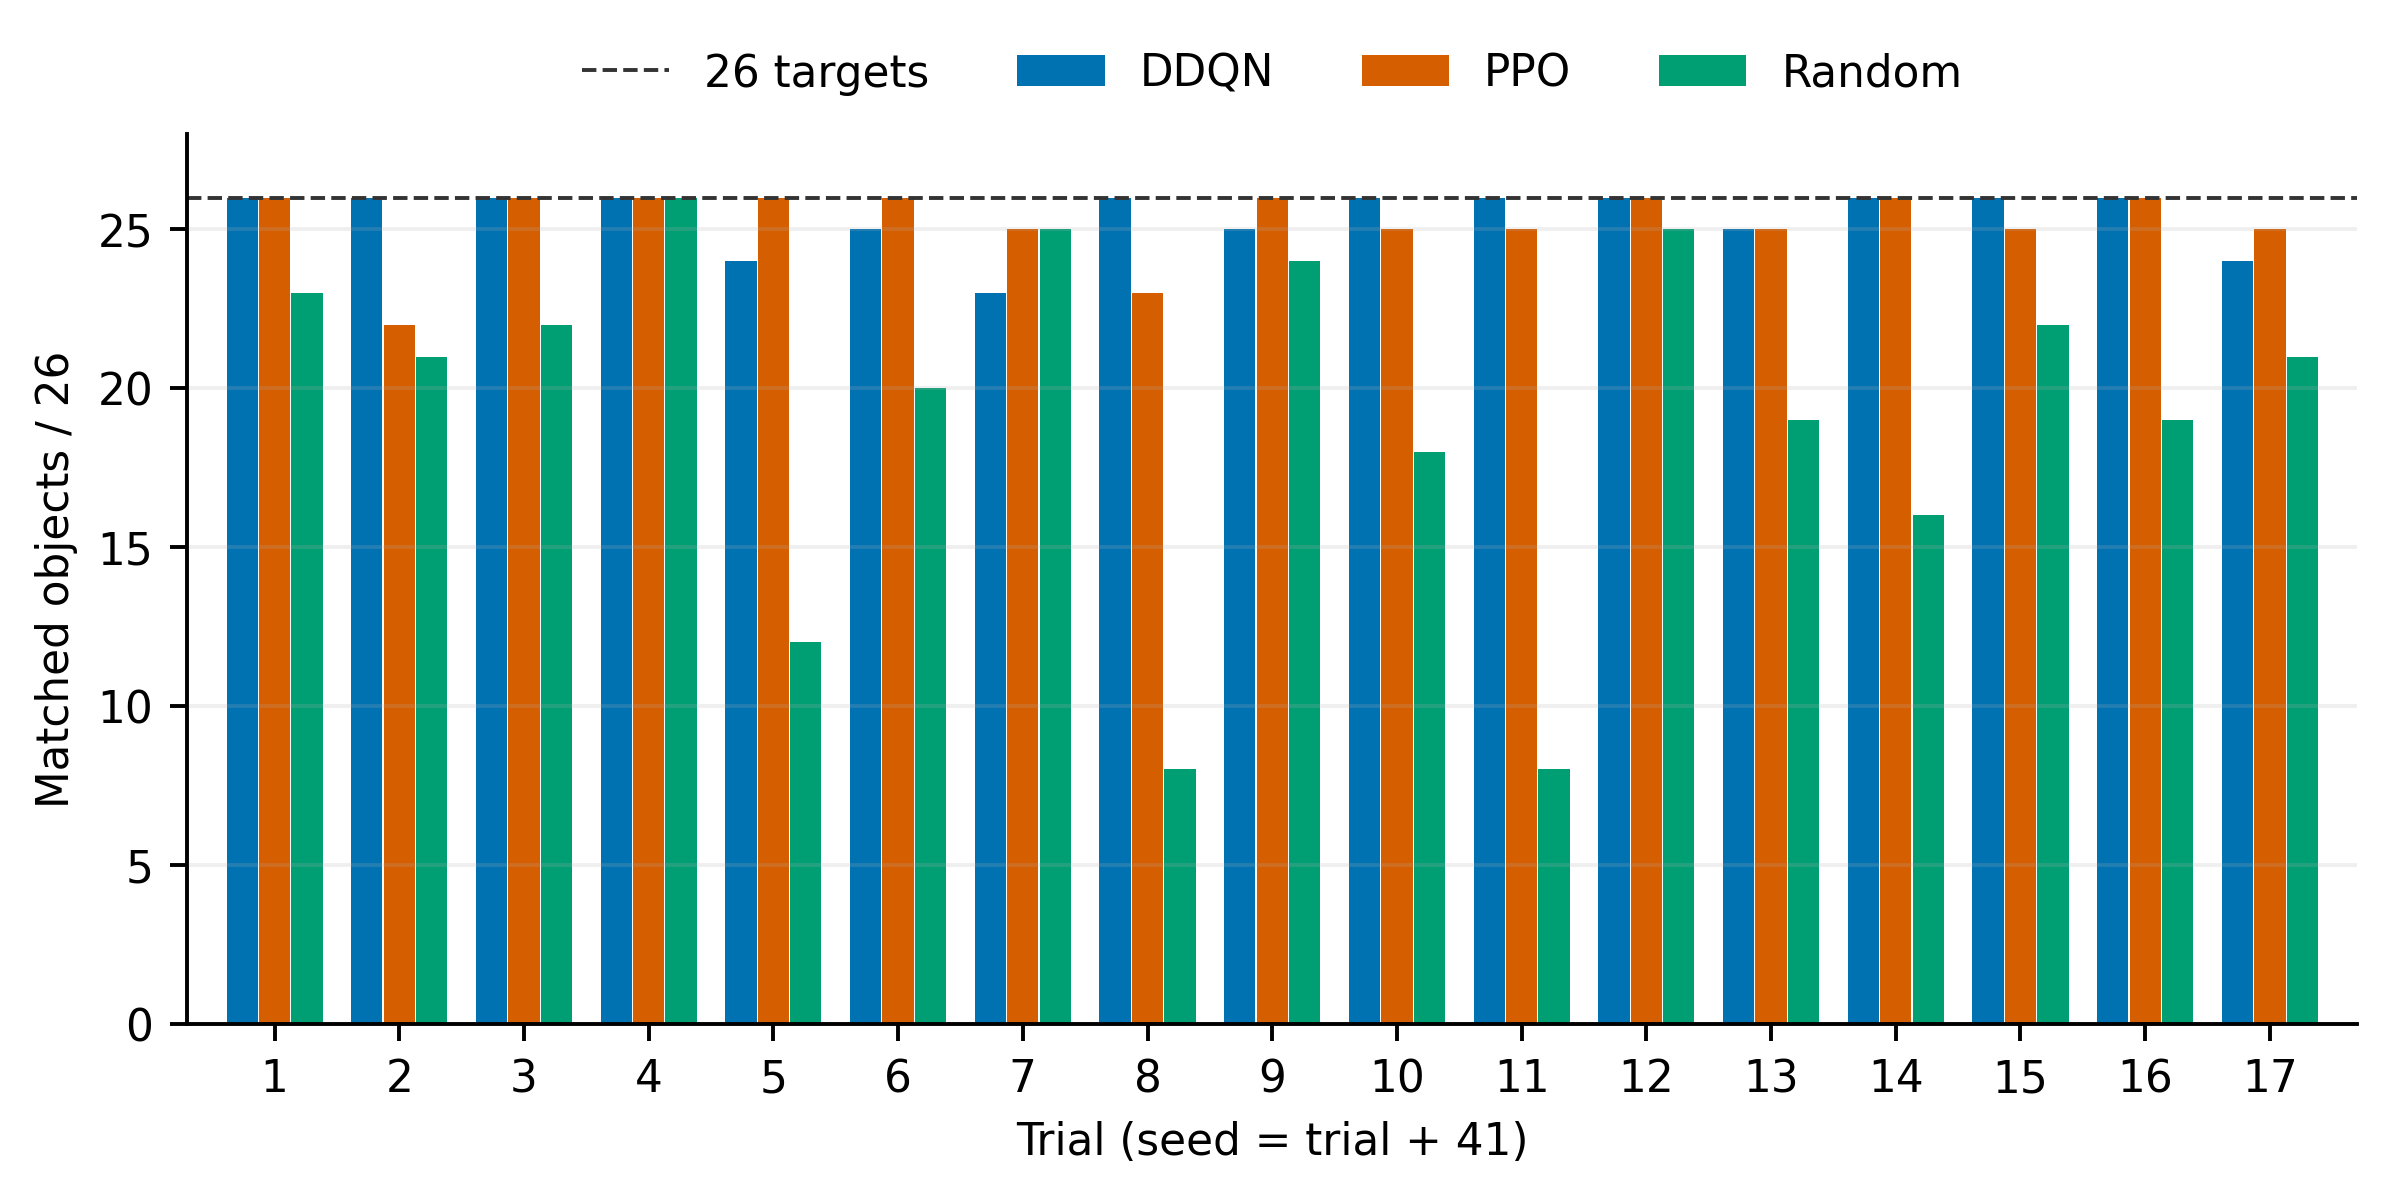 26 targets DDQN PPO Random
Matched objects / 26
25
20
15
10
5
0
1 2 3 4 5 6 7 8 9 10 11 12 13 14 15 16 17
Trial (seed = trial + 41)